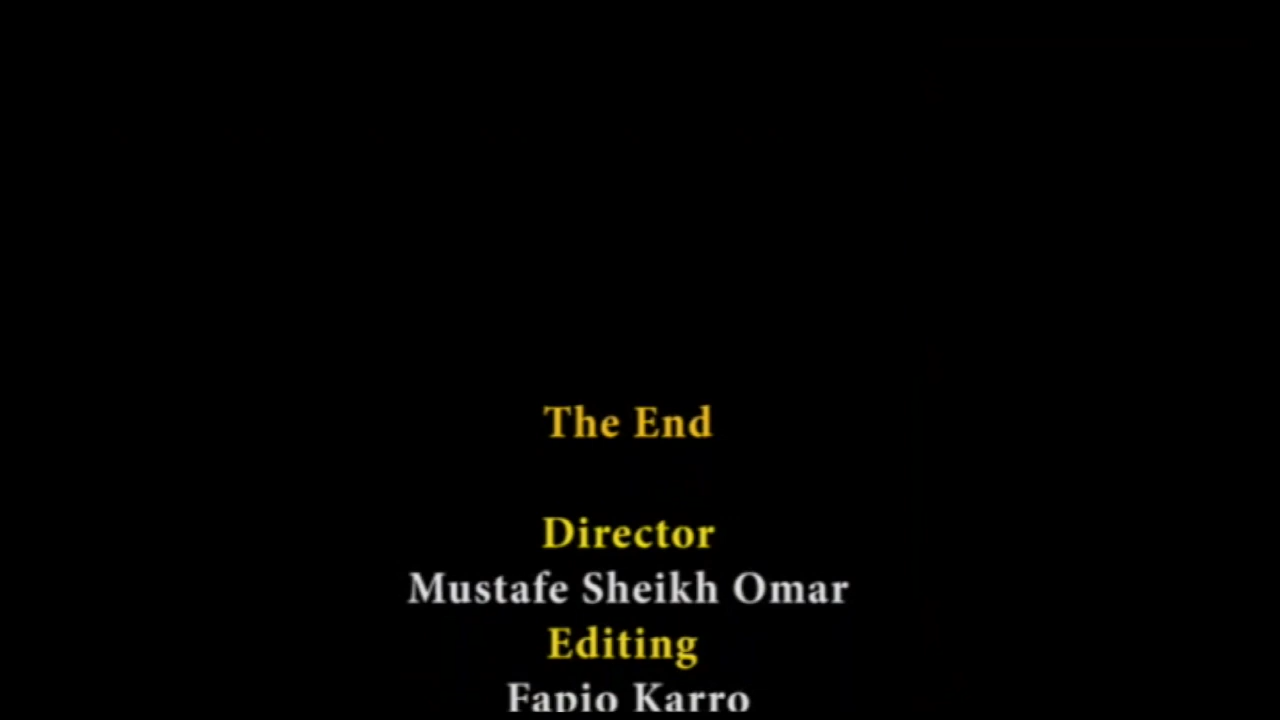 The End
Director
Mustafe Sheikh Omar
Editing
Fapio Karro